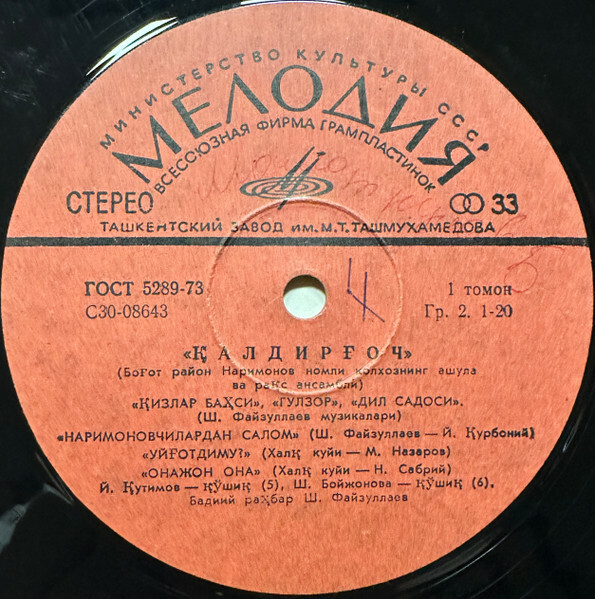 МИНИСТЕРСТВО КУЛЬТУРЫ СССР
МЕЛОДИЯ
ВСЕСОЮЗНАЯ ФИРМА ГРАМПЛАСТИНОК
СТЕРЕО
33
ТАШКЕНТСКИЙ ЗАВОД ИМ. М.Т. ТАШМУХАМЕДОВА
ГОСТ 5289-73
4
1 томон
С30-08643
Гр. 2. 1-20
«ҚАЛДИРҒОЧ»
(Боғот район Наримонов номли колхознинг ашула
ва рақс ансамбли)
«ҚИЗЛАР БАҲСИ», «ГУЛЗОР», «ДИЛ САДОСИ».
(Ш. Файзуллаев музикалари)
«НАРИМОНОВЧИЛАРДАН САЛОМ» (Ш. Файзуллаев — Й. Қурбоний)
«УЙҒОТДИМУ?» (Халқ куйи — М. Назаров)
«ОНАЖОН ОНА» (Халқ куйи — Н. Сабрий)
Й. Қутимов — қўшиқ (5), Ш. Бойжонова — қўшиқ (6),
Бадиий раҳбар Ш. Файзуллаев